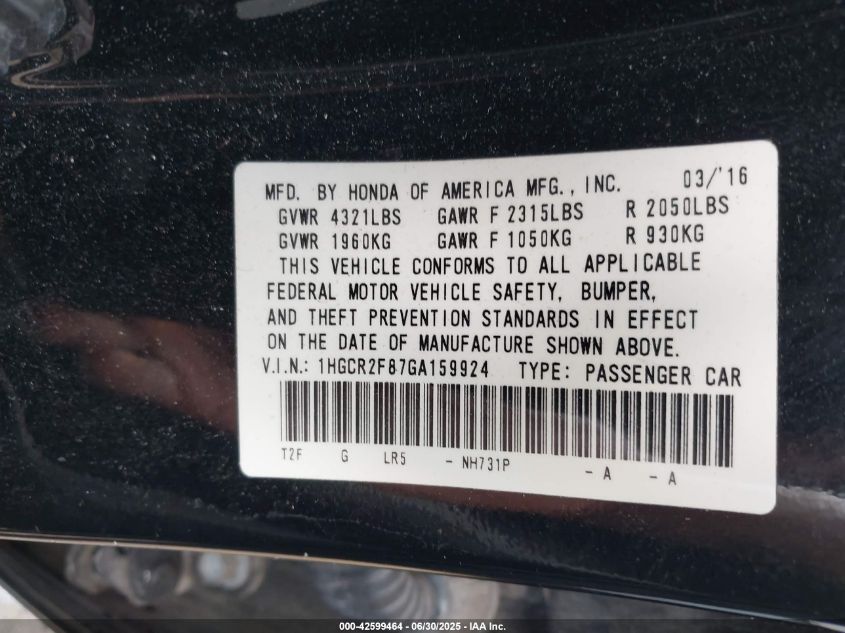 MFD. BY HONDA OF AMERICA MFG., INC. 03/'16
GVWR 4321LBS GAWR F 2315LBS R 2050LBS
GVWR 1960KG GAWR F 1050KG R 930KG
THIS VEHICLE CONFORMS TO ALL APPLICABLE
FEDERAL MOTOR VEHICLE SAFETY, BUMPER,
AND THEFT PREVENTION STANDARDS IN EFFECT
ON THE DATE OF MANUFACTURE SHOWN ABOVE.
V.I.N.: 1HGCR2F87GA159924 TYPE: PASSENGER CAR
T2F G LR5 - NH731P - A - A
000-42599464 - 06/30/2025 - IAA Inc.